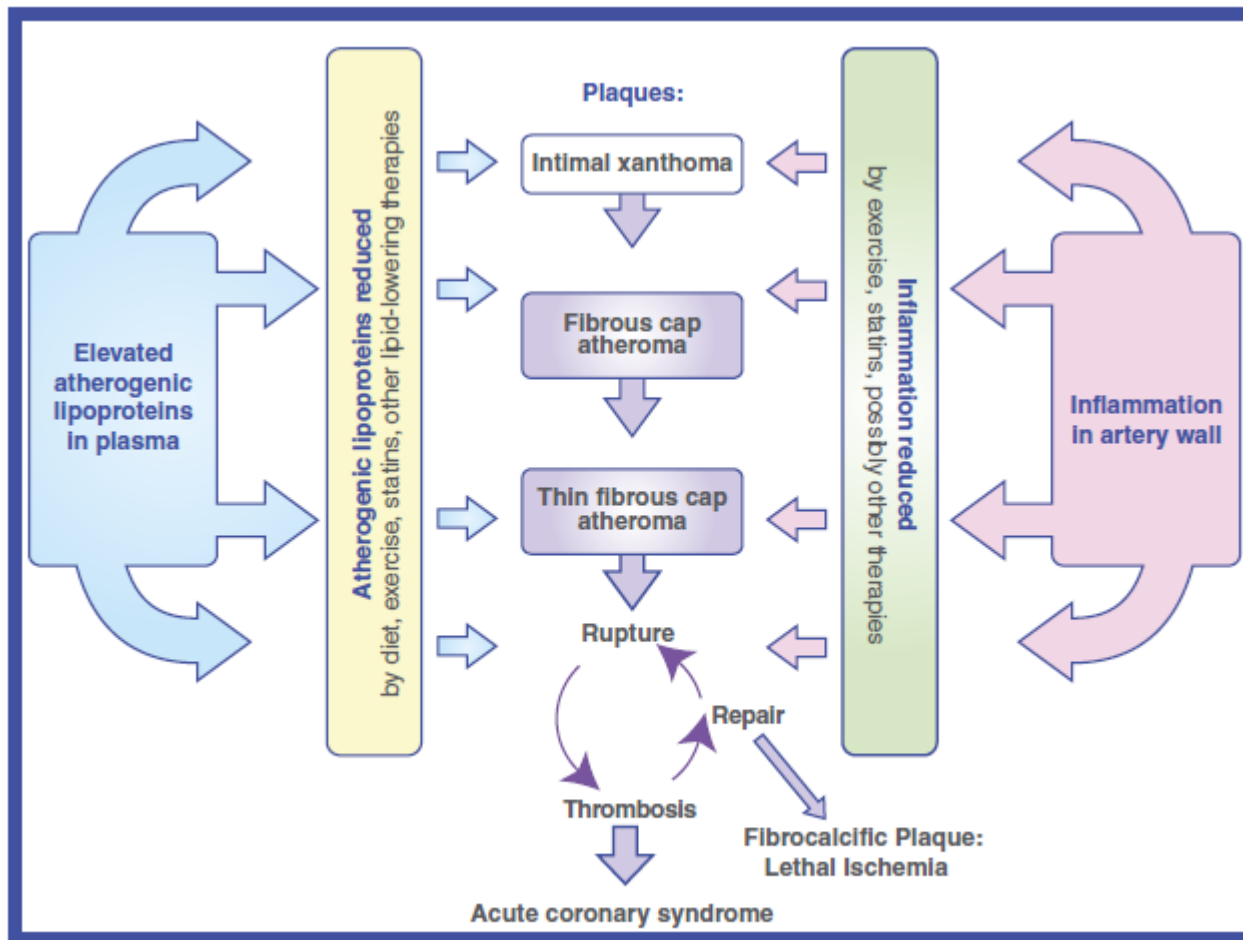 Plaques:
Elevated
atherogenic
lipoproteins
in plasma
Atherogenic lipoproteins reduced
by diet, exercise, statins, other lipid-lowering therapies
Intimal xanthoma
Fibrous cap
atheroma
Thin fibrous cap
atheroma
Rupture
Repair
Thrombosis
Fibrocalcific Plaque:
Lethal Ischemia
Acute coronary syndrome
Inflammation reduced
by exercise, statins, possibly other therapies
Inflammation
in artery wall